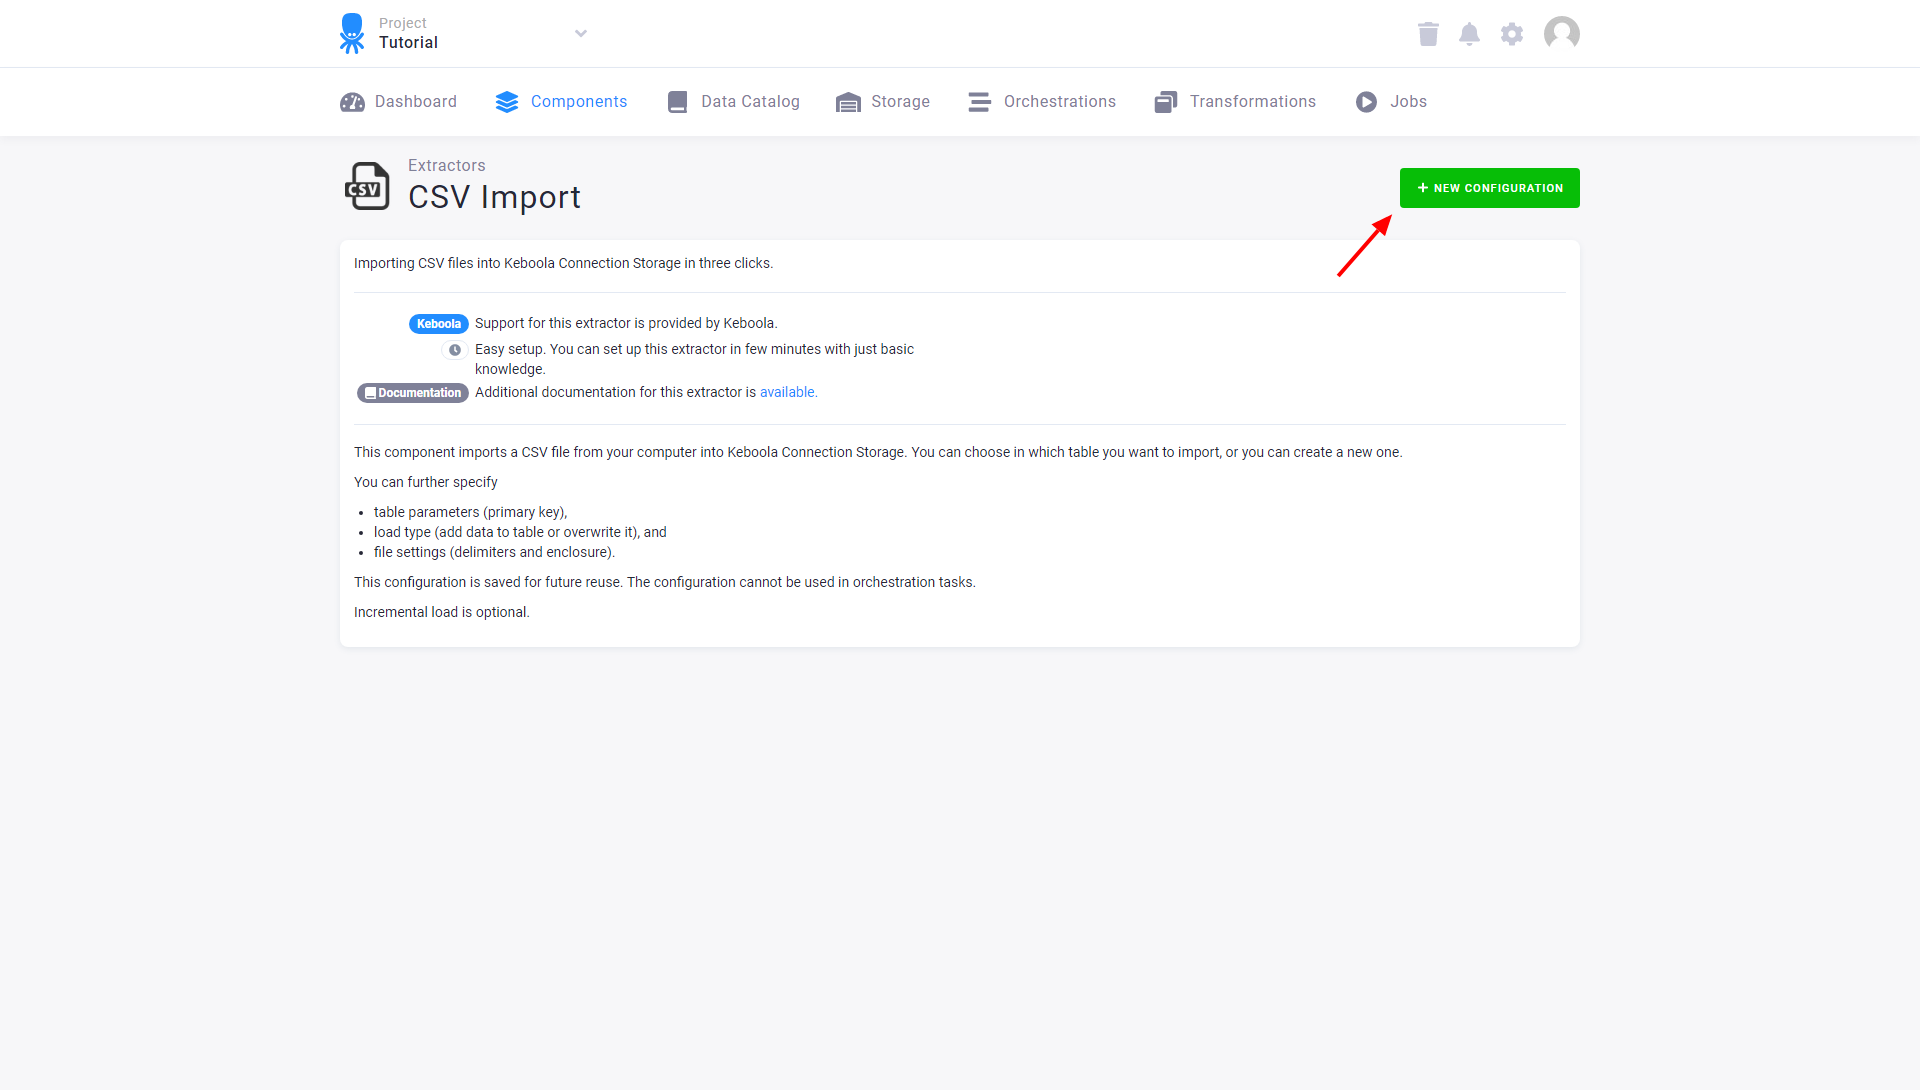 Project
Tutorial
Dashboard
Components
Data Catalog
Storage
Orchestrations
Transformations
Jobs
CSV
Extractors
CSV Import
+ NEW CONFIGURATION
Importing CSV files into Keboola Connection Storage in three clicks.
Keboola Support for this extractor is provided by Keboola.
Easy setup. You can set up this extractor in few minutes with just basic
knowledge.
Documentation Additional documentation for this extractor is available.
This component imports a CSV file from your computer into Keboola Connection Storage. You can choose in which table you want to import, or you can create a new one.
You can further specify
• table parameters (primary key),
• load type (add data to table or overwrite it), and
• file settings (delimiters and enclosure).
This configuration is saved for future reuse. The configuration cannot be used in orchestration tasks.
Incremental load is optional.